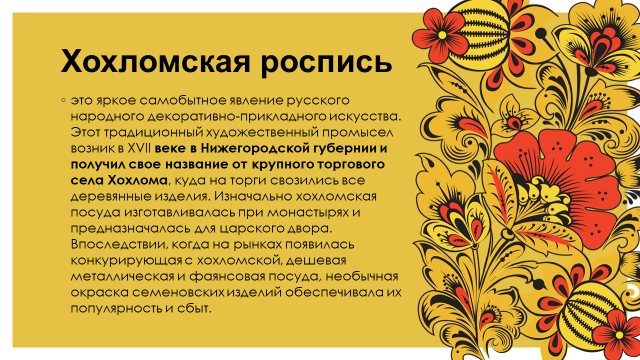 Хохломская роспись
◦ это яркое самобытное явление русского
народного декоративно-прикладного искусства.
Этот традиционный художественный промысел
возник в XVII веке в Нижегородской губернии и
получил свое название от крупного торгового
села Хохлома, куда на торги свозились все
деревянные изделия. Изначально хохломская
посуда изготавливалась при монастырях и
предназначалась для царского двора.
Впоследствии, когда на рынках появилась
конкурирующая с хохломской, дешевая
металлическая и фаянсовая посуда, необычная
окраска семеновских изделий обеспечивала их
популярность и сбыт.